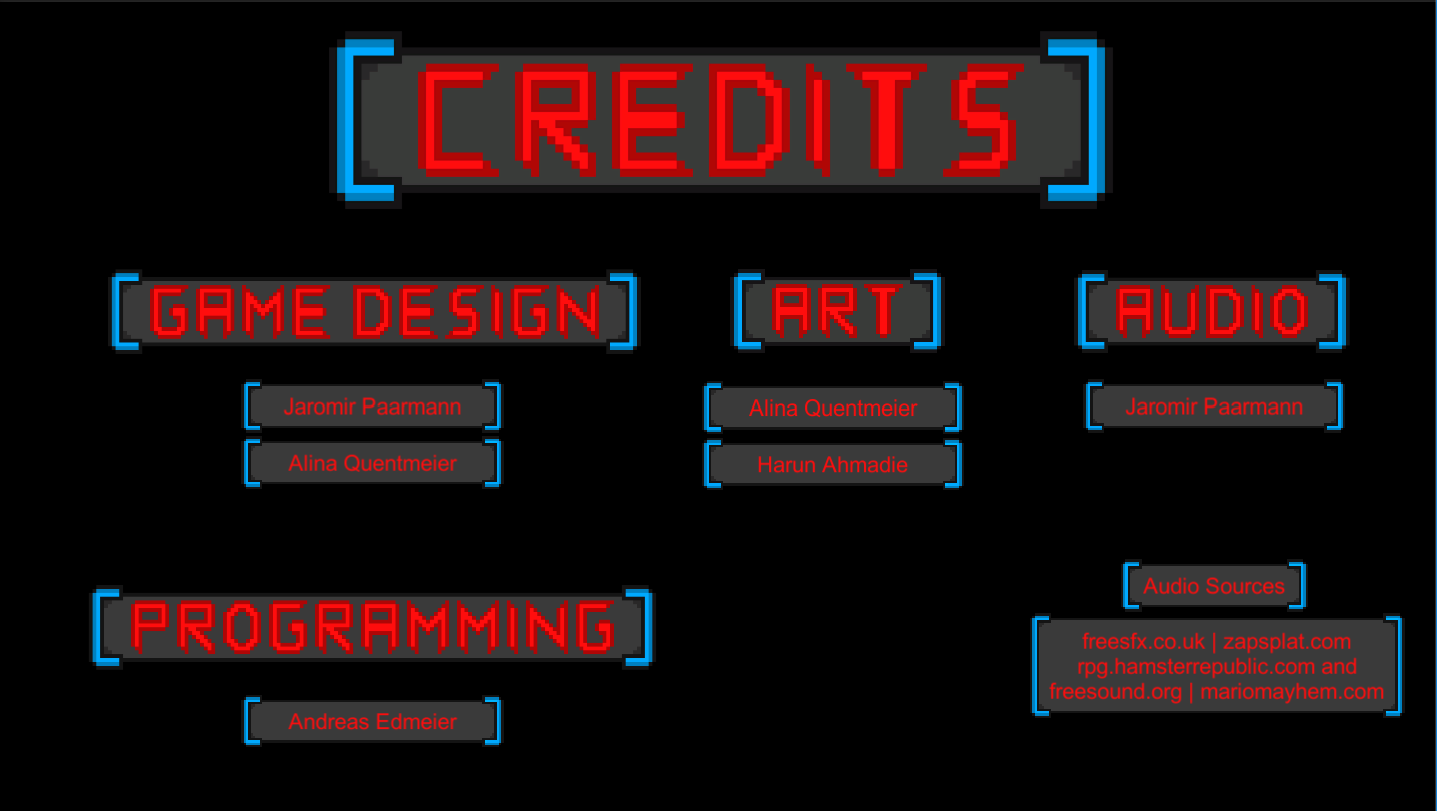 CREDITS
GAME DESIGN
Jaromir Paarmann
Alina Quentmeier
ART
Alina Quentmeier
Harun Ahmadie
AUDIO
Jaromir Paarmann
PROGRAMMING
Andreas Edmeier
Audio Sources
freesfx.co.uk | zapsplat.com
rpg.hamsterrepublic.com and
freesound.org | mariomayhem.com